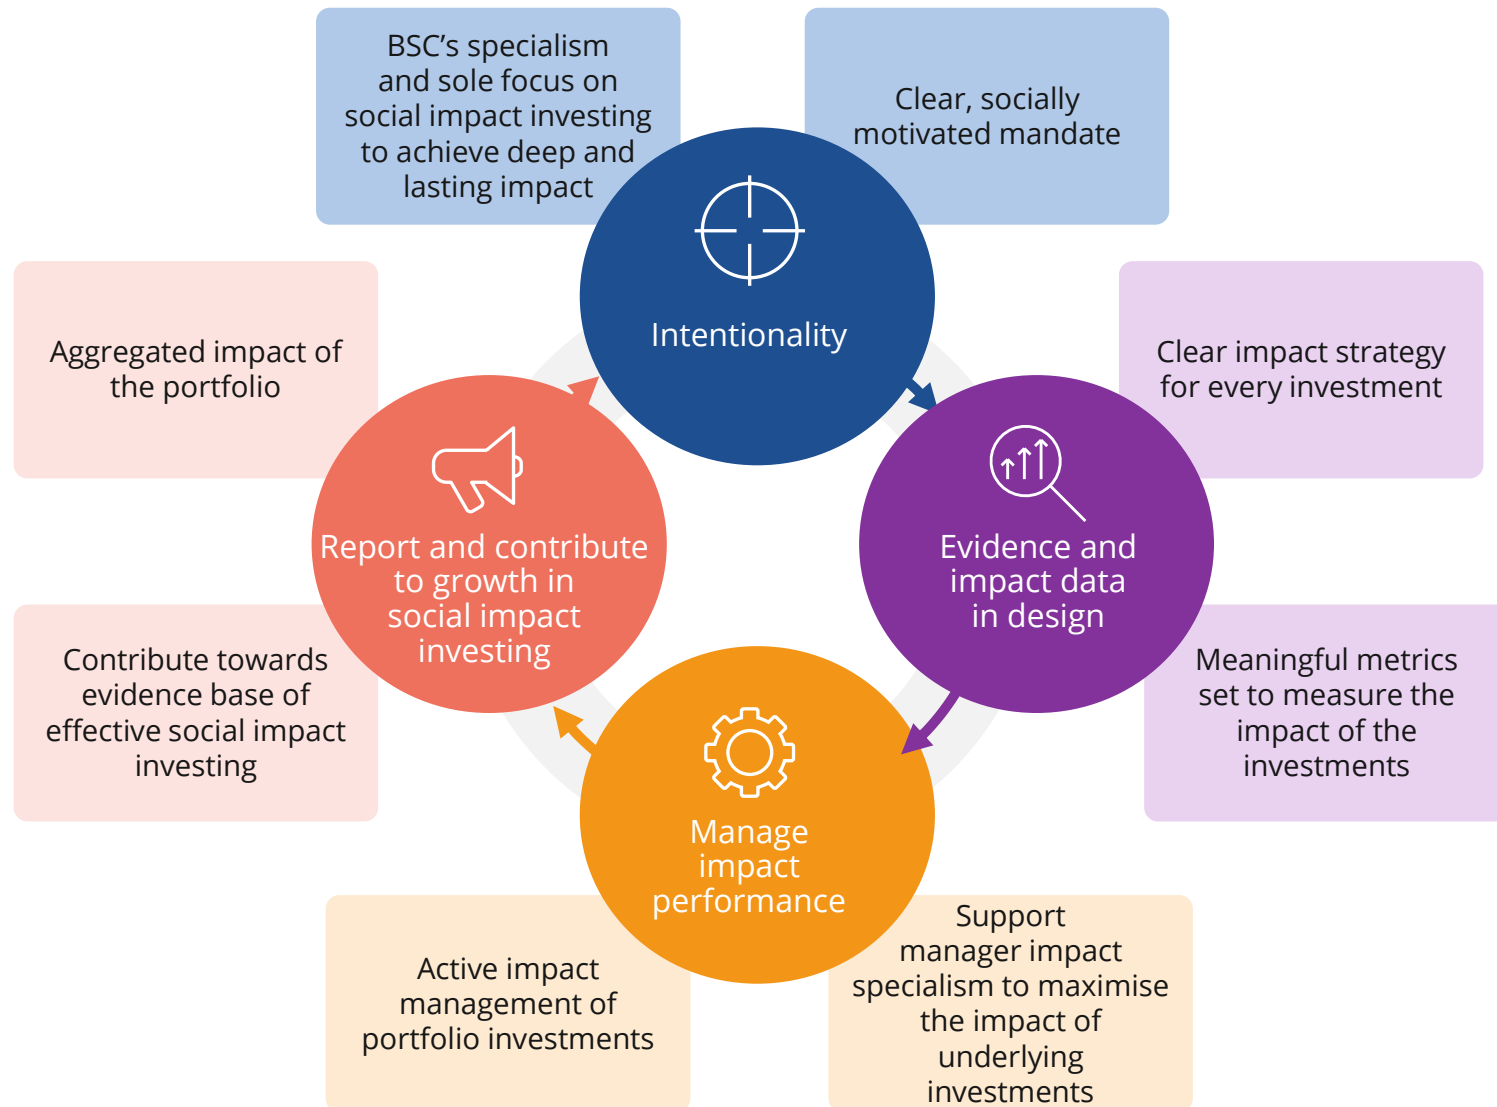 BSC’s specialism
and sole focus on
social impact investing
to achieve deep and
lasting impact
Clear, socially
motivated mandate
Intentionality
Aggregated impact of
the portfolio
Clear impact strategy
for every investment
Report and contribute
to growth in
social impact
investing
Evidence and
impact data
in design
Contribute towards
evidence base of
effective social impact
investing
Meaningful metrics
set to measure the
impact of the
investments
Manage
impact
performance
Active impact
management of
portfolio investments
Support
manager impact
specialism to maximise
the impact of
underlying
investments